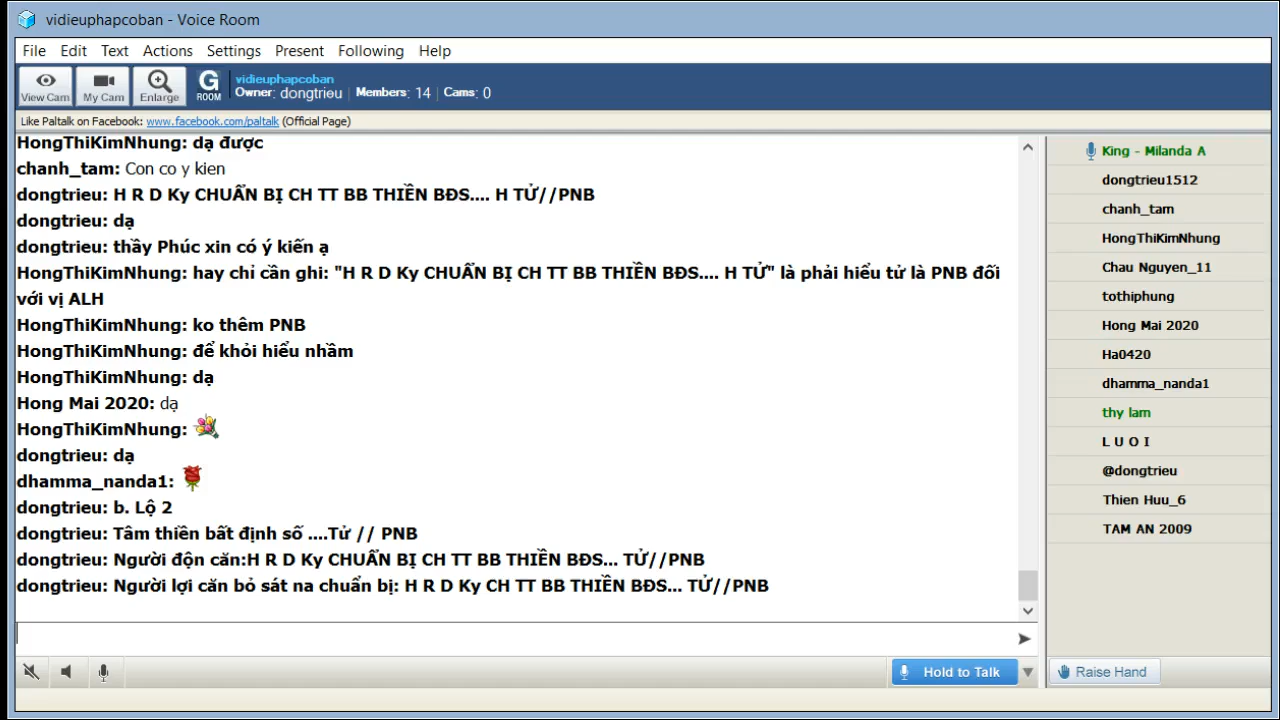 vidieuphapcoban - Voice Room
File Edit Text Actions Settings Present Following Help
View Cam My Cam Enlarge G ROOM vidieuphapcoban
Owner: dongtrieu | Members: 14 | Cams: 0
Like Paltalk on Facebook: www.facebook.com/paltalk (Official Page)
HongThiKimNhung: dạ được
chanh_tam: Con co y kien
dongtrieu: H R D Ky CHUẨN BỊ CH TT BB THIỀN BĐS.... H TỬ//PNB
dongtrieu: dạ
dongtrieu: thầy Phúc xin có ý kiến ạ
HongThiKimNhung: hay chỉ cần ghi: "H R D Ky CHUẨN BỊ CH TT BB THIỀN BĐS.... H TỬ" là phải hiểu tử là PNB đối
với vị ALH
HongThiKimNhung: ko thêm PNB
HongThiKimNhung: để khỏi hiểu nhầm
HongThiKimNhung: dạ
Hong Mai 2020: dạ
HongThiKimNhung:
dongtrieu: dạ
dhamma_nanda1:
dongtrieu: b. Lộ 2
dongtrieu: Tâm thiền bất định số ....Tử // PNB
dongtrieu: Người độn căn:H R D Ky CHUẨN BỊ CH TT BB THIỀN BĐS... TỬ//PNB
dongtrieu: Người lợi căn bỏ sát na chuẩn bị: H R D Ky CH TT BB THIỀN BĐS... TỬ//PNB
King - Milanda A
dongtrieu1512
chanh_tam
HongThiKimNhung
Chau Nguyen_11
tothiphung
Hong Mai 2020
Ha0420
dhamma_nanda1
thy lam
L U O I
@dongtrieu
Thien Huu_6
TAM AN 2009
Hold to Talk
Raise Hand